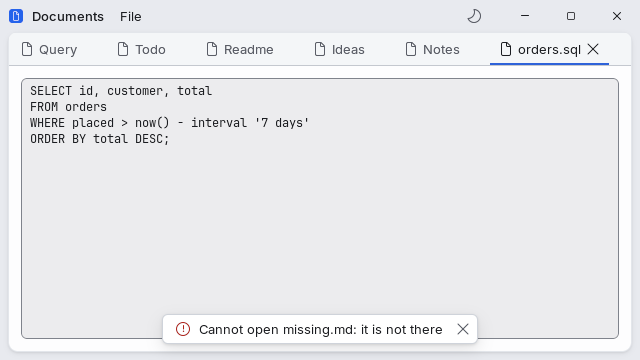 Documents File
Query Todo Readme Ideas Notes orders.sql
SELECT id, customer, total
FROM orders
WHERE placed > now() - interval '7 days'
ORDER BY total DESC;
Cannot open missing.md: it is not there